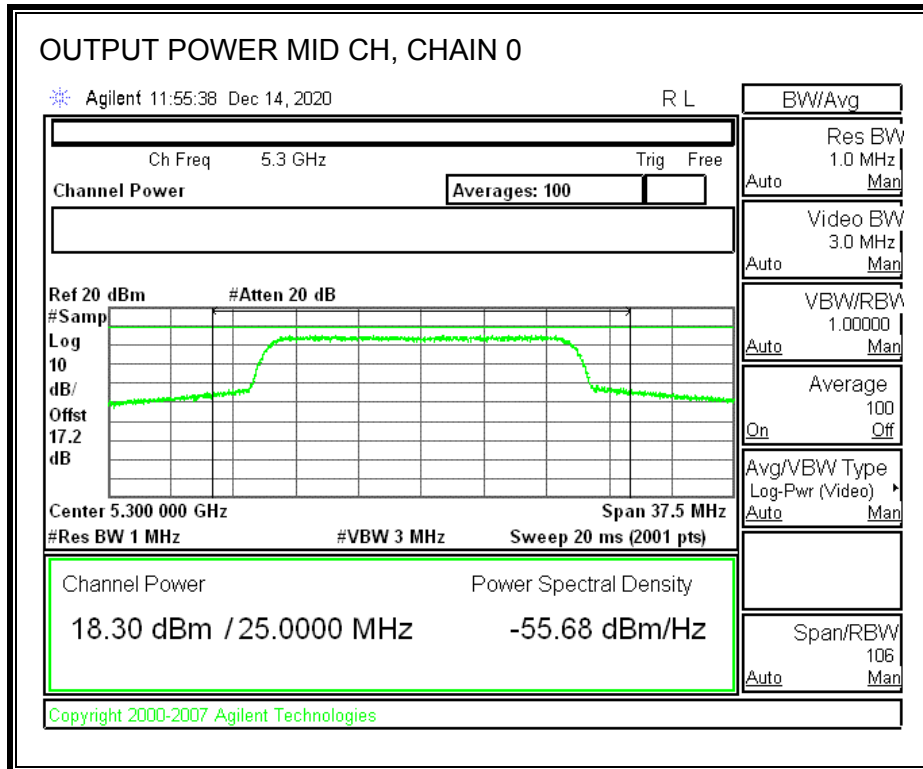 OUTPUT POWER MID CH, CHAIN 0
Agilent 11:55:38 Dec 14, 2020 R L
BW/Avg
Ch Freq 5.3 GHz Trig Free
Channel Power Averages: 100
Res BW
1.0 MHz
Auto Man
Video BW
3.0 MHz
Auto Man
Ref 20 dBm #Atten 20 dB
#Samp
Log
10
dB/
Offst
17.2
dB
VBW/RBW
1.00000
Auto Man
Average
100
On Off
Avg/VBW Type
Log-Pwr (Video)
Auto Man
Center 5.300 000 GHz Span 37.5 MHz
#Res BW 1 MHz #VBW 3 MHz Sweep 20 ms (2001 pts)
Channel Power Power Spectral Density
18.30 dBm / 25.0000 MHz -55.68 dBm/Hz
Span/RBW
106
Auto Man
Copyright 2000-2007 Agilent Technologies